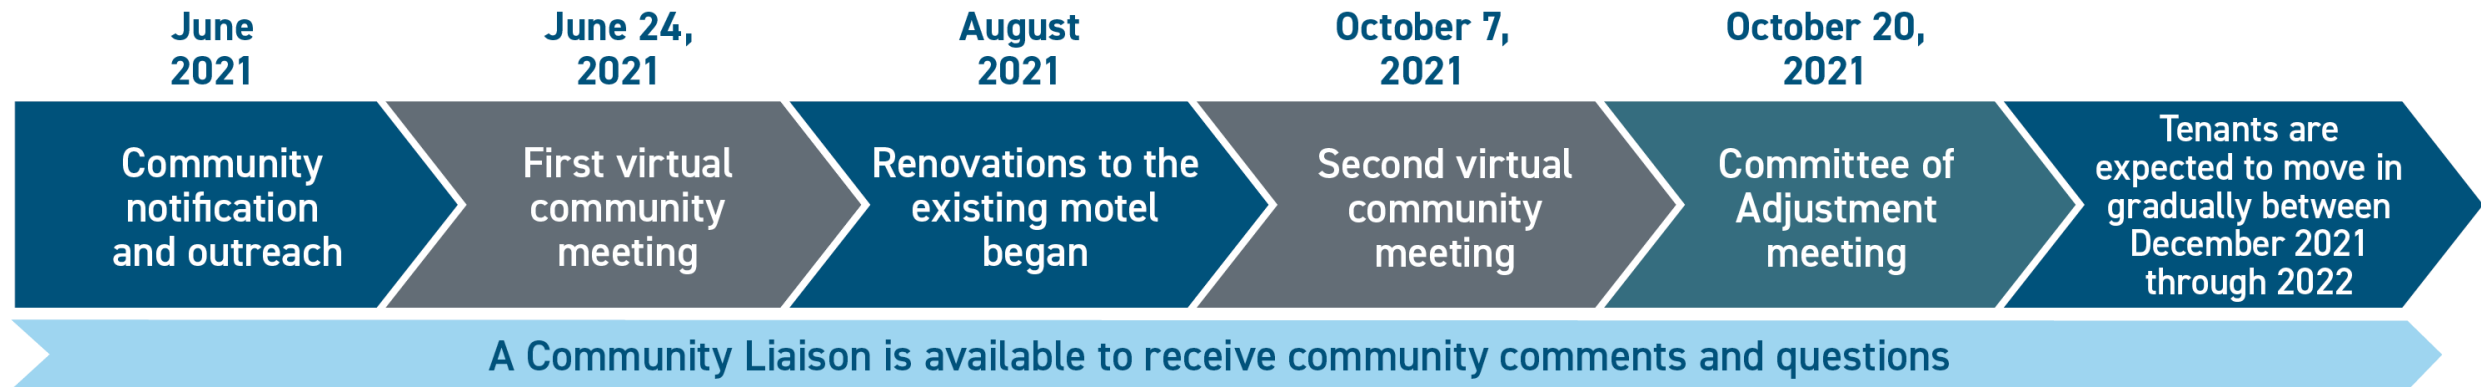 June
2021
June 24,
2021
August
2021
October 7,
2021
October 20,
2021
Community
notification
and outreach
First virtual
community
meeting
Renovations to the
existing motel
began
Second virtual
community
meeting
Committee of
Adjustment
meeting
Tenants are
expected to move in
gradually between
December 2021
through 2022
A Community Liaison is available to receive community comments and questions